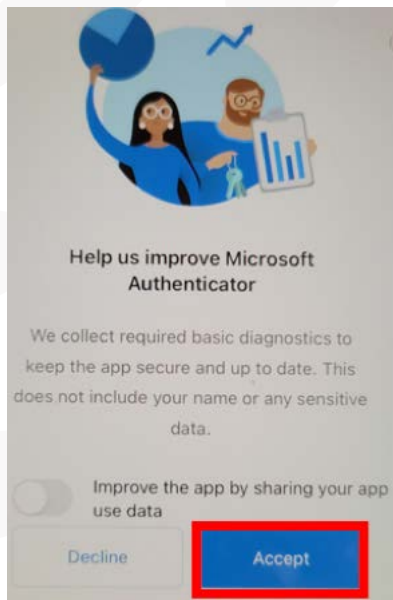 Help us improve Microsoft
Authenticator
We collect required basic diagnostics to
keep the app secure and up to date. This
does not include your name or any sensitive
data.
Improve the app by sharing your app
use data
Decline
Accept